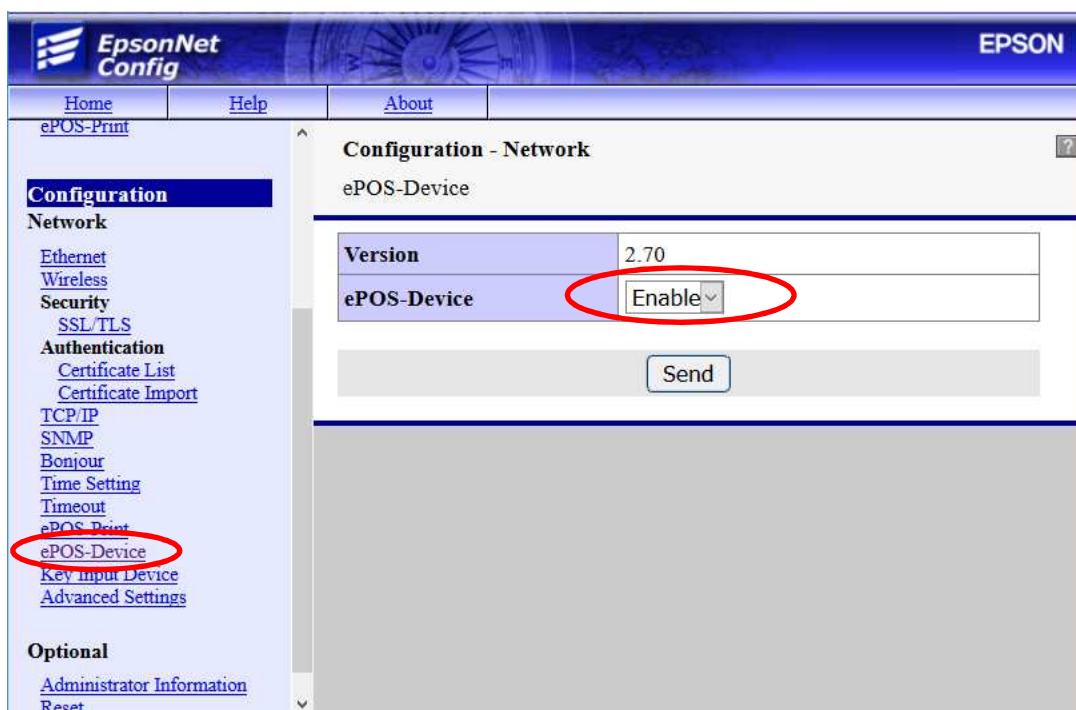 EpsonNet
Config
EPSON
Home
Help
About
ePOS-Print
Configuration
Network
Ethernet
Wireless
Security
SSL/TLS
Authentication
Certificate List
Certificate Import
TCP/IP
SNMP
Bonjour
Time Setting
Timeout
ePOS-Print
ePOS-Device
Key Input Device
Advanced Settings
Optional
Administrator Information
Reset
Configuration - Network
?
ePOS-Device
Version 2.70
ePOS-Device Enable
Send